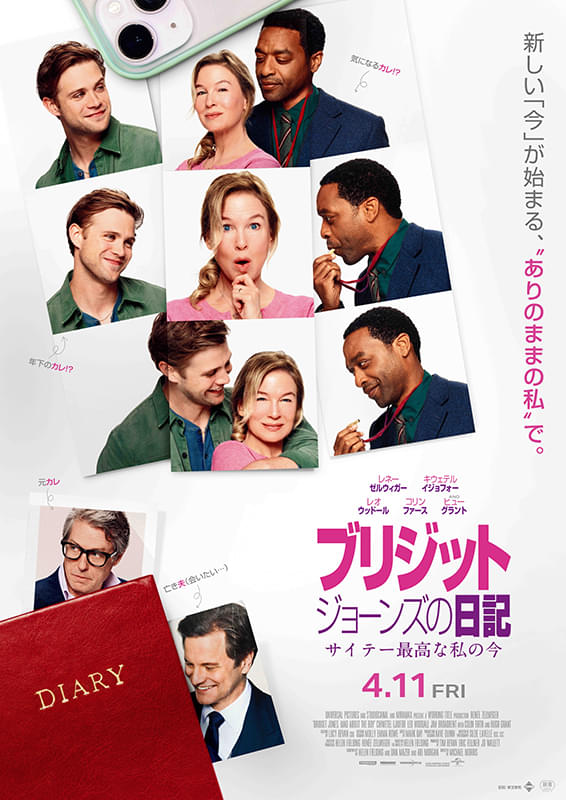 気になるカレ!?
新しい「今」が始まる、"ありのままの私"で。
年下のカレ!?
元カレ
亡き夫(会いたい…)
DIARY
レネー
ゼルウィガー
キウェテル
イジョフォー
レオ
ウッドール
コリン
ファース
AND
ヒュー
グラント
ブリジット
ジョーンズの日記
サイテー最高な私の今
4.11 FRI